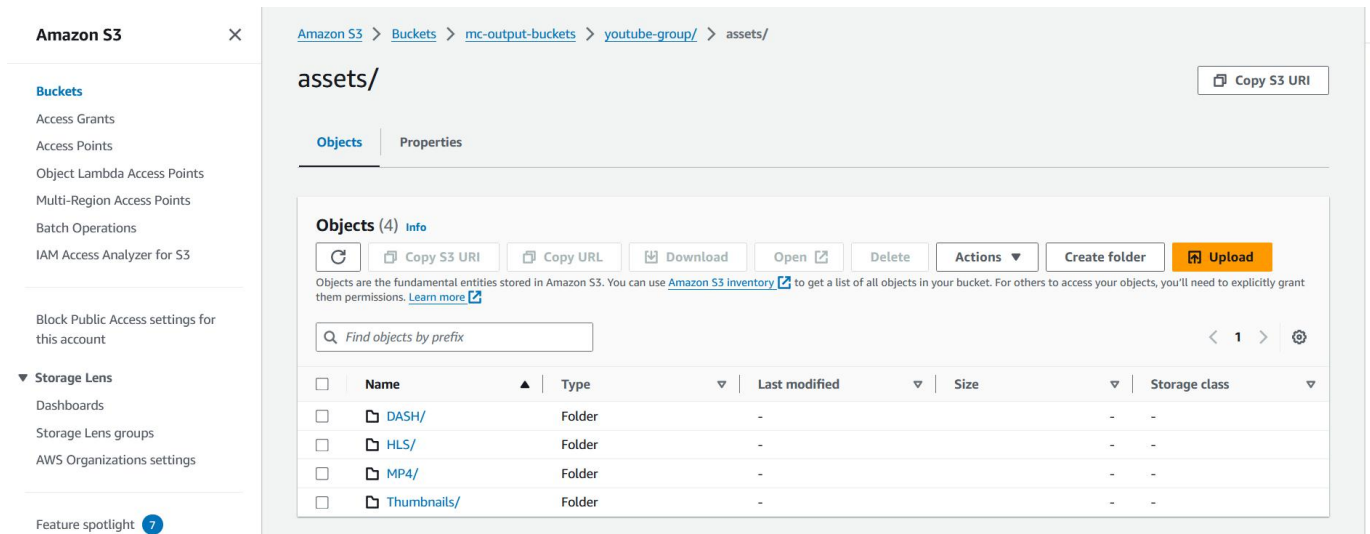 Amazon S3
Buckets
Access Grants
Access Points
Object Lambda Access Points
Multi-Region Access Points
Batch Operations
IAM Access Analyzer for S3
Block Public Access settings for
this account
Storage Lens
Dashboards
Storage Lens groups
AWS Organizations settings
Feature spotlight 7
Amazon S3 > Buckets > mc-output-buckets > youtube-group/ > assets/
assets/
Copy S3 URI
Objects Properties
Objects (4) Info
Copy S3 URI Copy URL Download Open Delete Actions Create folder Upload
Objects are the fundamental entities stored in Amazon S3. You can use Amazon S3 inventory to get a list of all objects in your bucket. For others to access your objects, you'll need to explicitly grant
them permissions. Learn more
Find objects by prefix
< 1 >
Name Type Last modified Size Storage class
DASH/ Folder - - -
HLS/ Folder - - -
MP4/ Folder - - -
Thumbnails/ Folder - - -